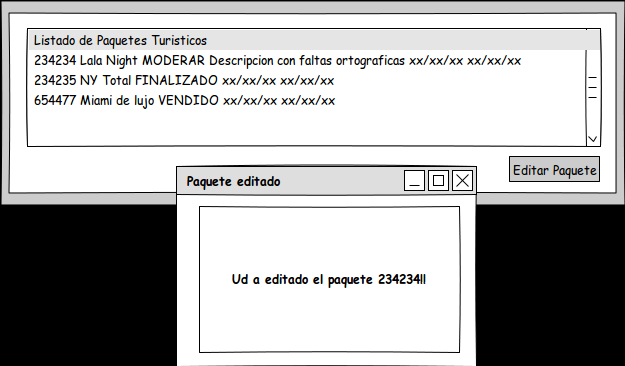 Listado de Paquetes Turisticos
234234 Lala Night MODERAR Descripcion con faltas ortograficas xx/xx/xx xx/xx/xx
234235 NY Total FINALIZADO xx/xx/xx xx/xx/xx
654477 Miami de lujo VENDIDO xx/xx/xx xx/xx/xx
Editar Paquete
Paquete editado
Ud a editado el paquete 234234!!